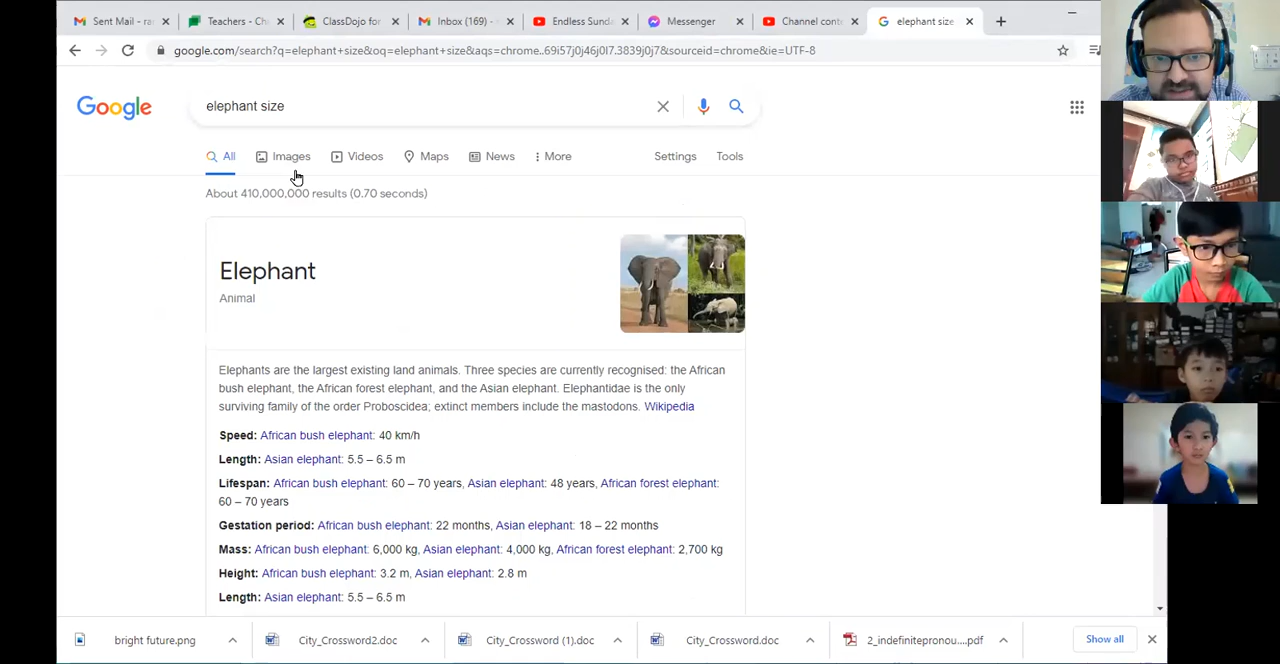 Sent Mail - ra
Teachers - Ch
ClassDojo for
Inbox (169) -
Endless Sund
Messenger
Channel cont
elephant size
google.com/search?q=elephant+size&oq=elephant+size&aqs=chrome..69i57j0j46j0l7.3839j0j7&sourceid=chrome&ie=UTF-8
Google
elephant size
All
Images
Videos
Maps
News
More
Settings
Tools
About 410,000,000 results (0.70 seconds)
Elephant
Animal
Elephants are the largest existing land animals. Three species are currently recognised: the African
bush elephant, the African forest elephant, and the Asian elephant. Elephantidae is the only
surviving family of the order Proboscidea; extinct members include the mastodons. Wikipedia
Speed: African bush elephant: 40 km/h
Length: Asian elephant: 5.5 – 6.5 m
Lifespan: African bush elephant: 60 – 70 years, Asian elephant: 48 years, African forest elephant:
60 – 70 years
Gestation period: African bush elephant: 22 months, Asian elephant: 18 – 22 months
Mass: African bush elephant: 6,000 kg, Asian elephant: 4,000 kg, African forest elephant: 2,700 kg
Height: African bush elephant: 3.2 m, Asian elephant: 2.8 m
Length: Asian elephant: 5.5 – 6.5 m
bright future.png
City_Crossword2.doc
City_Crossword (1).doc
City_Crossword.doc
2_indefinitepronou....pdf
Show all